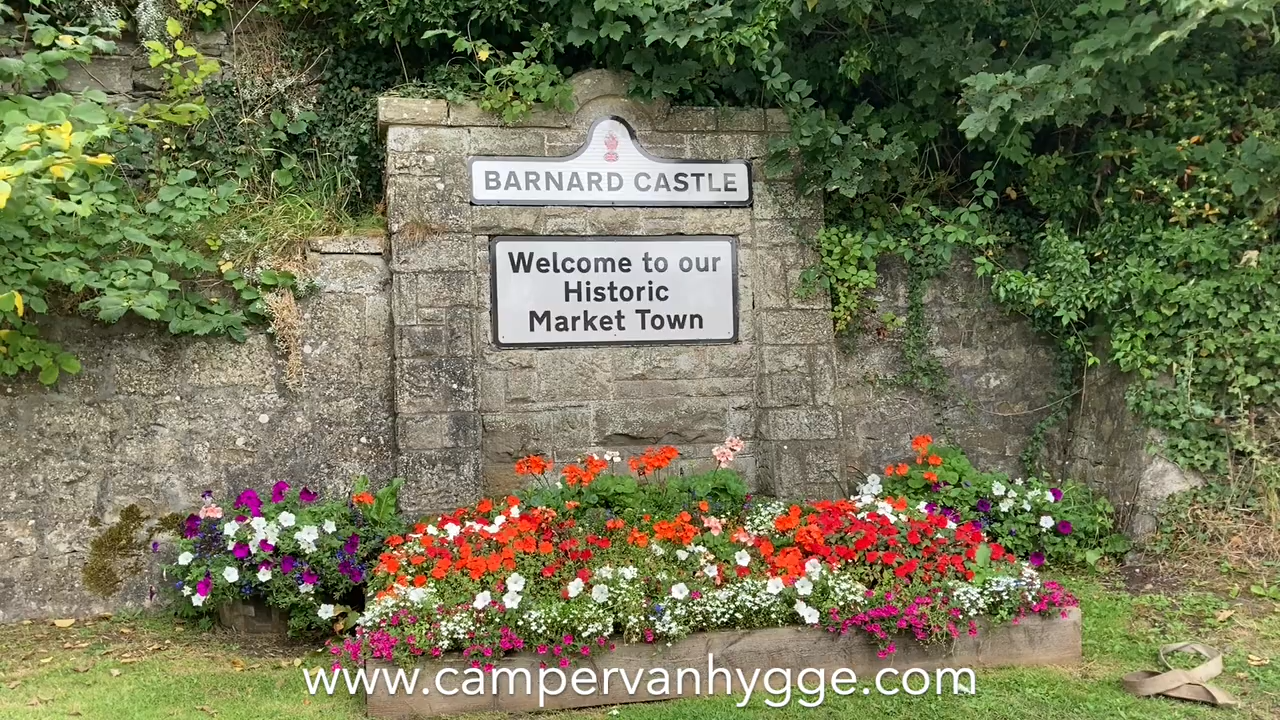 BARNARD CASTLE
Welcome to our
Historic
Market Town
www.campervanhygge.com